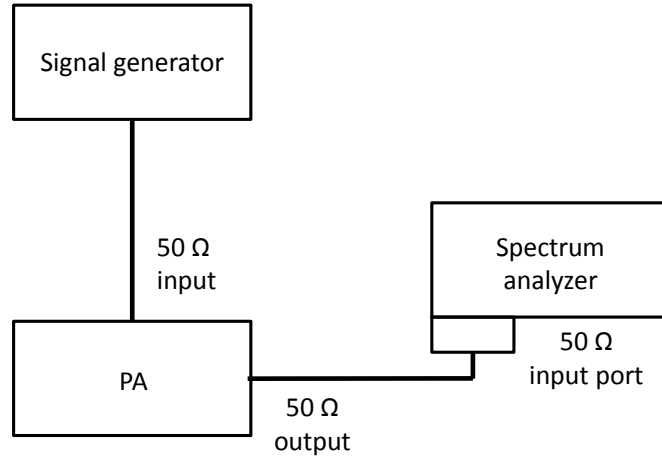 Signal generator
50 Ω
input
Spectrum
analyzer
PA
50 Ω
input port
50 Ω
output